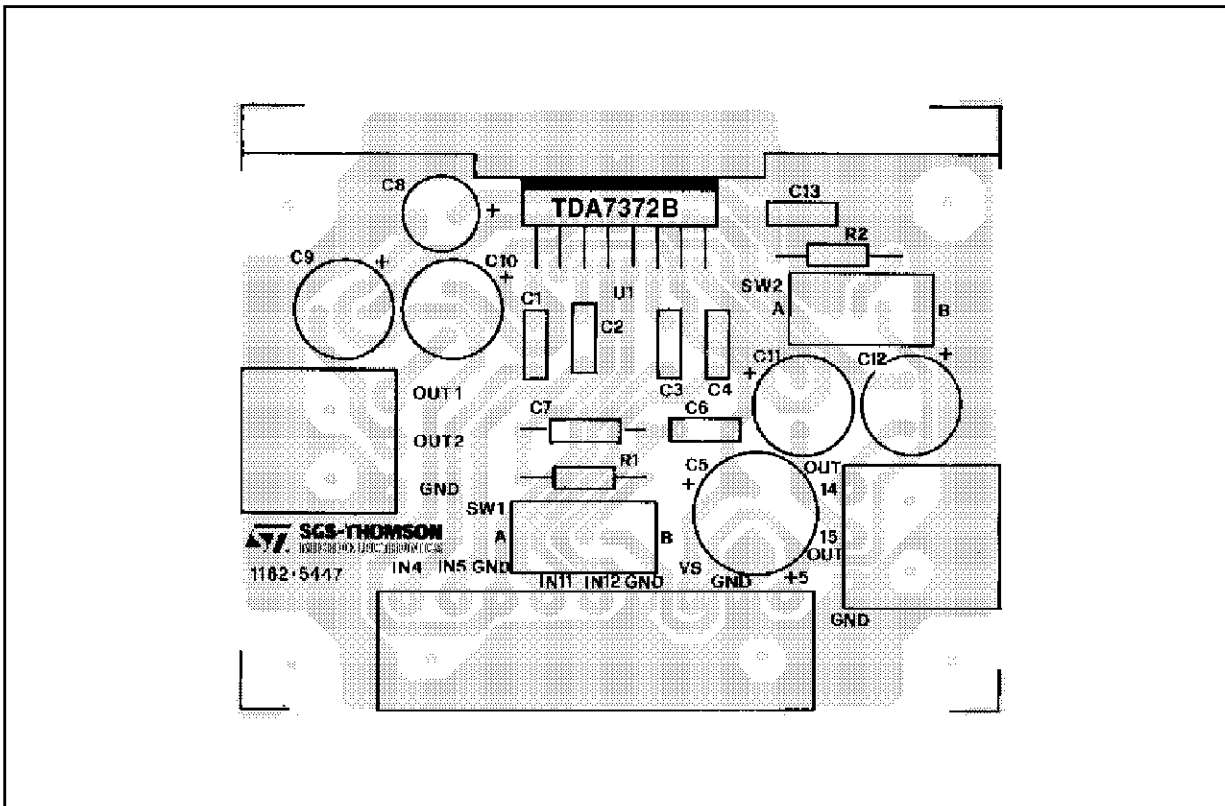 C8
+
TDA7372B
C13
R2
C9
+
C10
+
SW2
A
B
C1
U1
C2
C3
C4
+
C11
C12
+
OUT1
C7
C6
OUT2
R1
C5
+
OUT
14
GND
SW1
A
B
15
OUT
SGS-THOMSON
MICROELECTRONICS
1182·5447
IN4
IN5
GND
IN11
IN12
GND
VS
GND
+5
GND